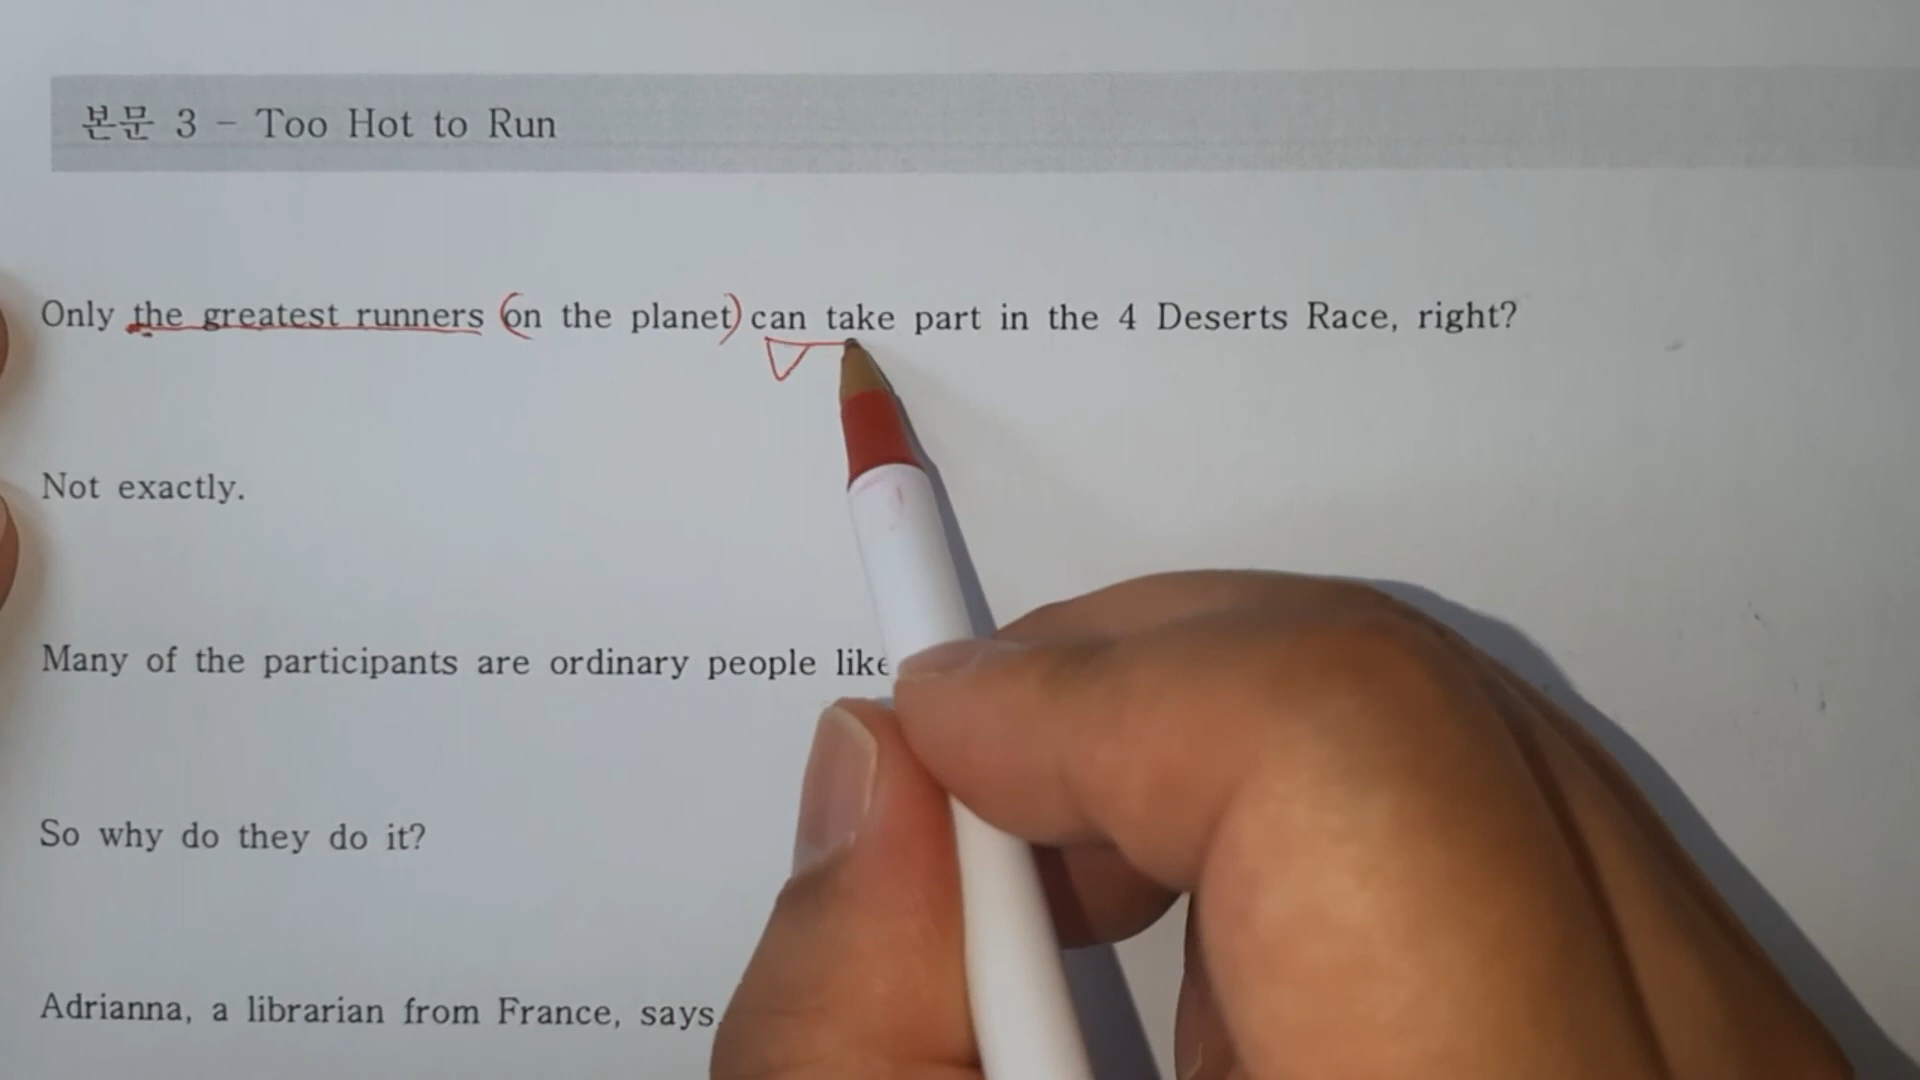 본문 3 - Too Hot to Run
Only the greatest runners (on the planet) can take part in the 4 Deserts Race, right?
Not exactly.
Many of the participants are ordinary people like
So why do they do it?
Adrianna, a librarian from France, says,